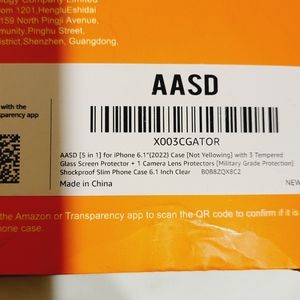 ology Company Limited
om 1201,HengluEshidai
159 North Pingji Avenue,
mmunity,Pinghu Street,
District,Shenzhen, Guangdong,
AASD
X003CGATOR
with the
nsparency app
AASD [5 in 1] for iPhone 6.1"(2022) Case [Not Yellowing] with 3 Tempered
Glass Screen Protector + 1 Camera Lens Protectors [Military Grade Protection]
Shockproof Slim Phone Case 6.1 Inch Clear B0B8ZQX8C2
Made in China
NEW
the Amazon or Transparency app to scan the QR code to confirm if it is
hone case.